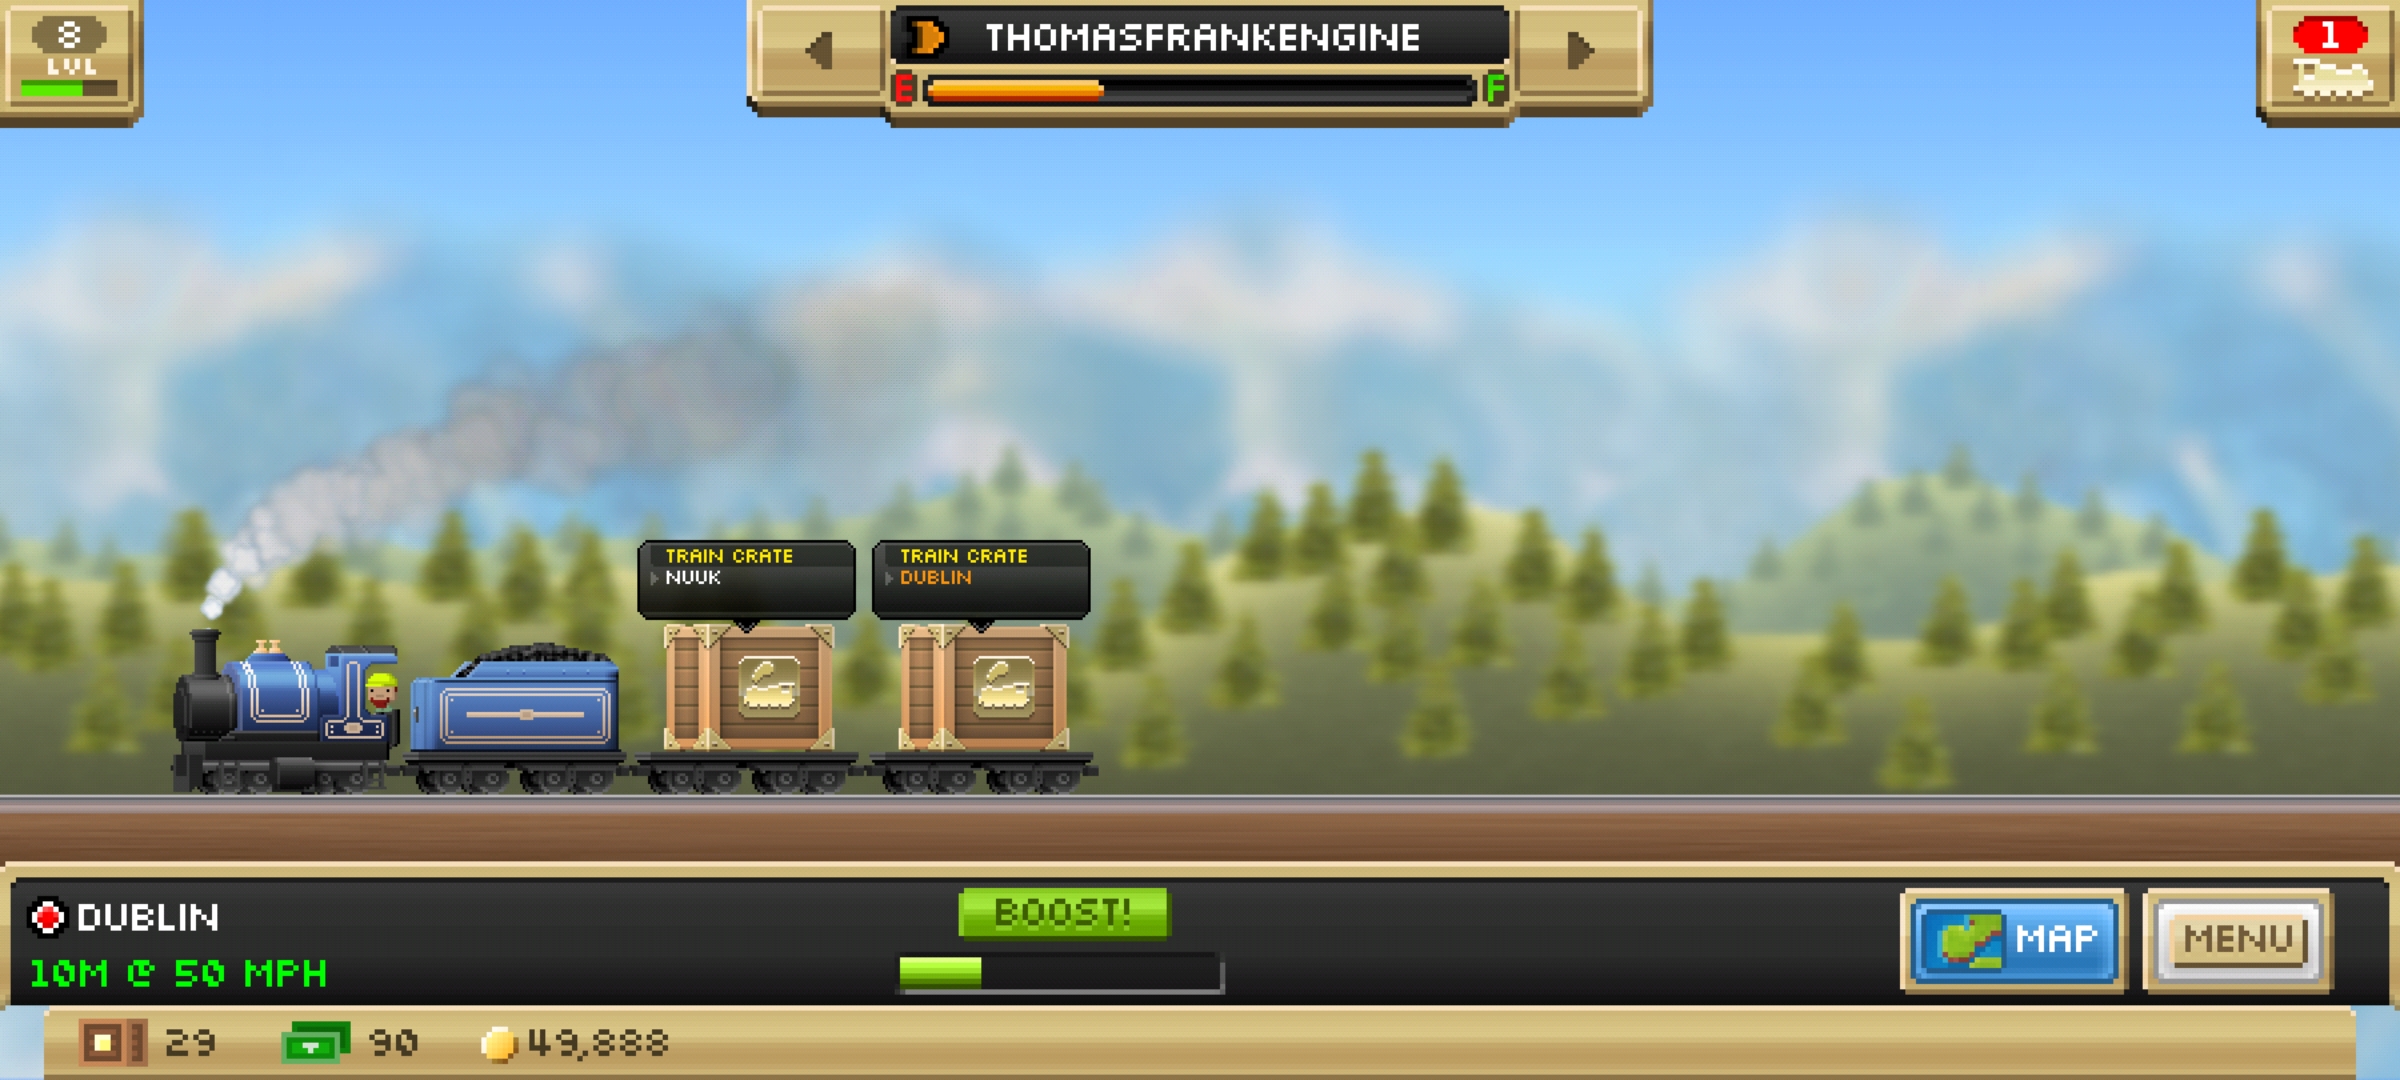 8
LVL
THOMASFRANKENGINE
E F
1
TRAIN CRATE
NUUK
TRAIN CRATE
DUBLIN
DUBLIN
10M @ 50 MPH
BOOST!
MAP
MENU
29
90
49,888